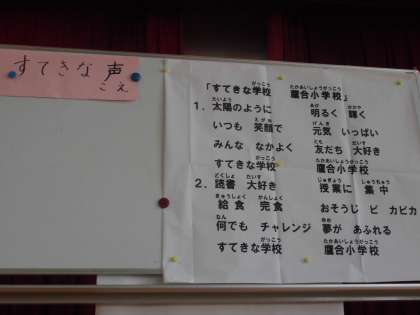 すてきな声
こえ
「すてきな学校　鷹合小学校」
1. 太陽のように　明るく　輝く
いつも　笑顔で　元気　いっぱい
みんな　なかよく　友だち　大好き
すてきな学校　鷹合小学校
2. 読書　大好き　授業に　集中
給食　完食　おそうじ　ピカピカ
何でも　チャレンジ　夢が　あふれる
すてきな学校　鷹合小学校